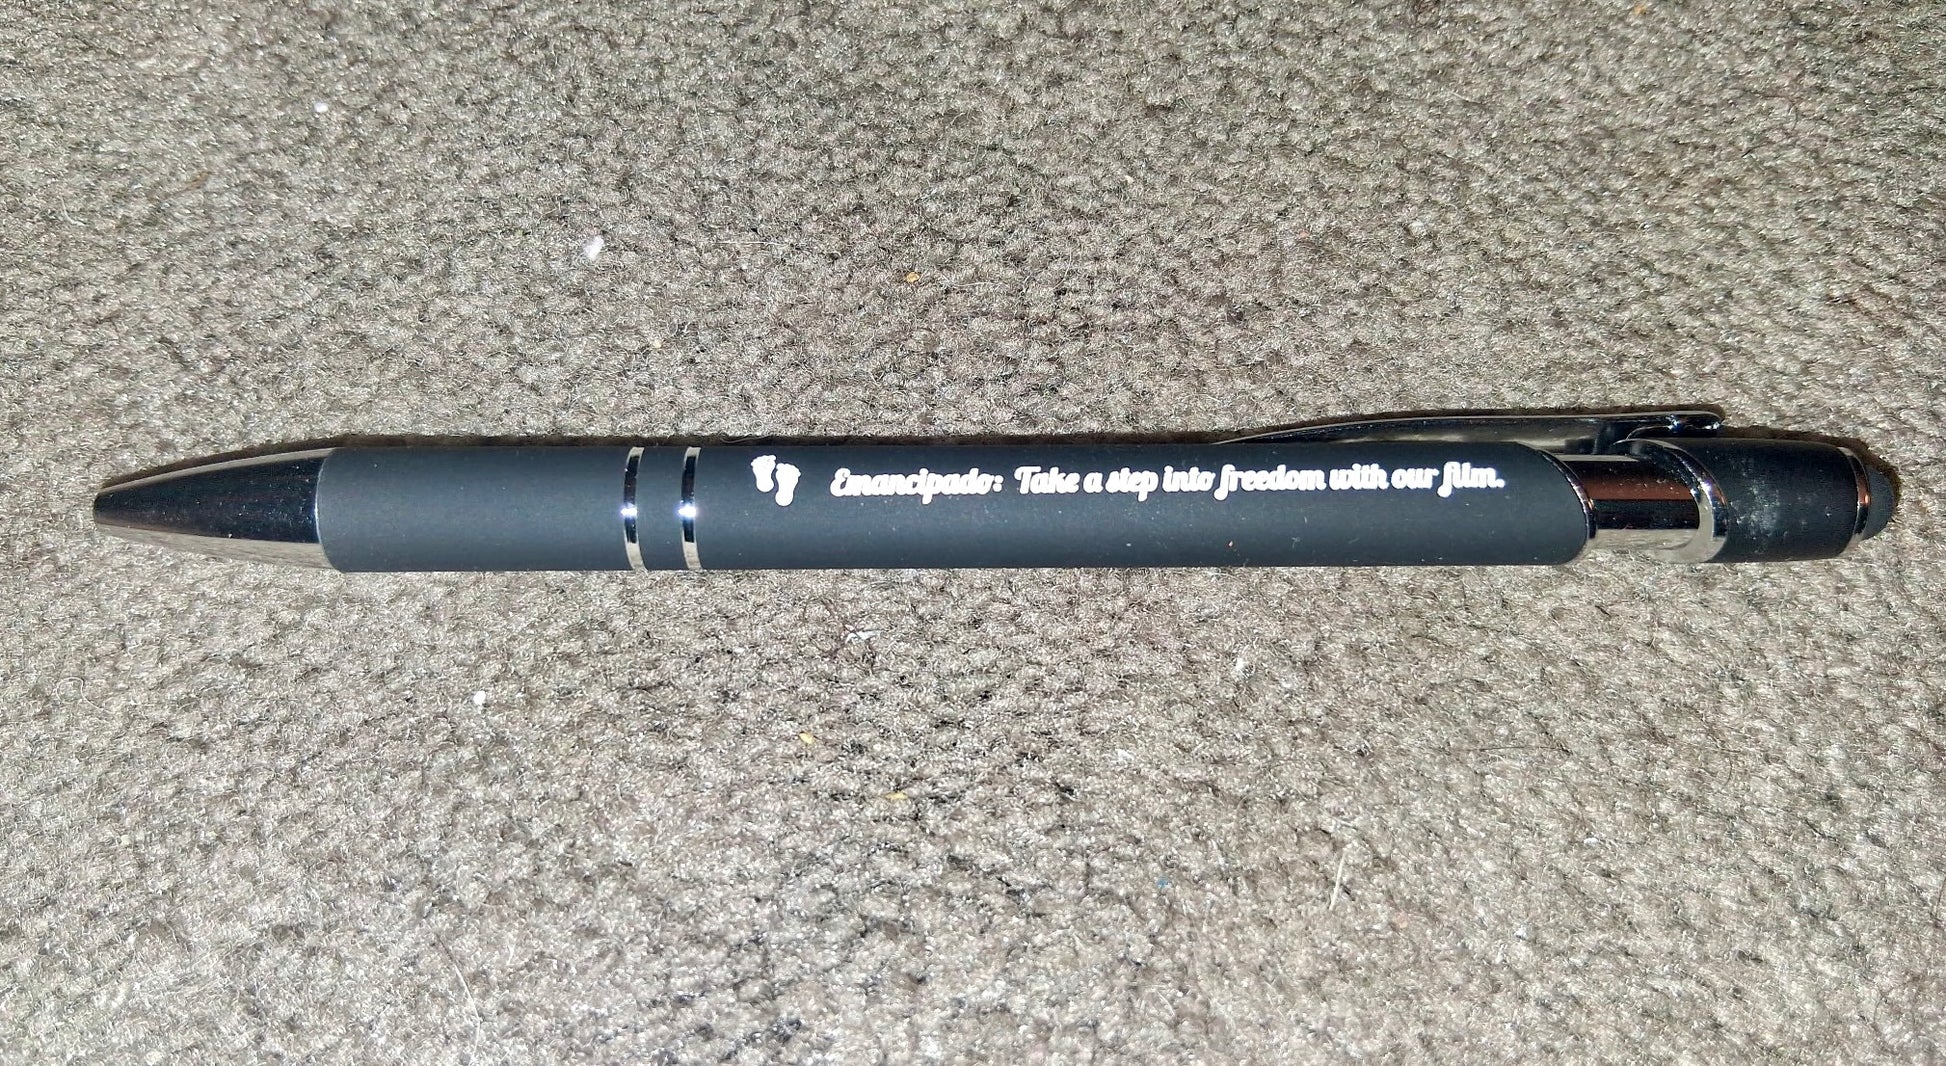 Emancipado: Take a step into freedom with our film.